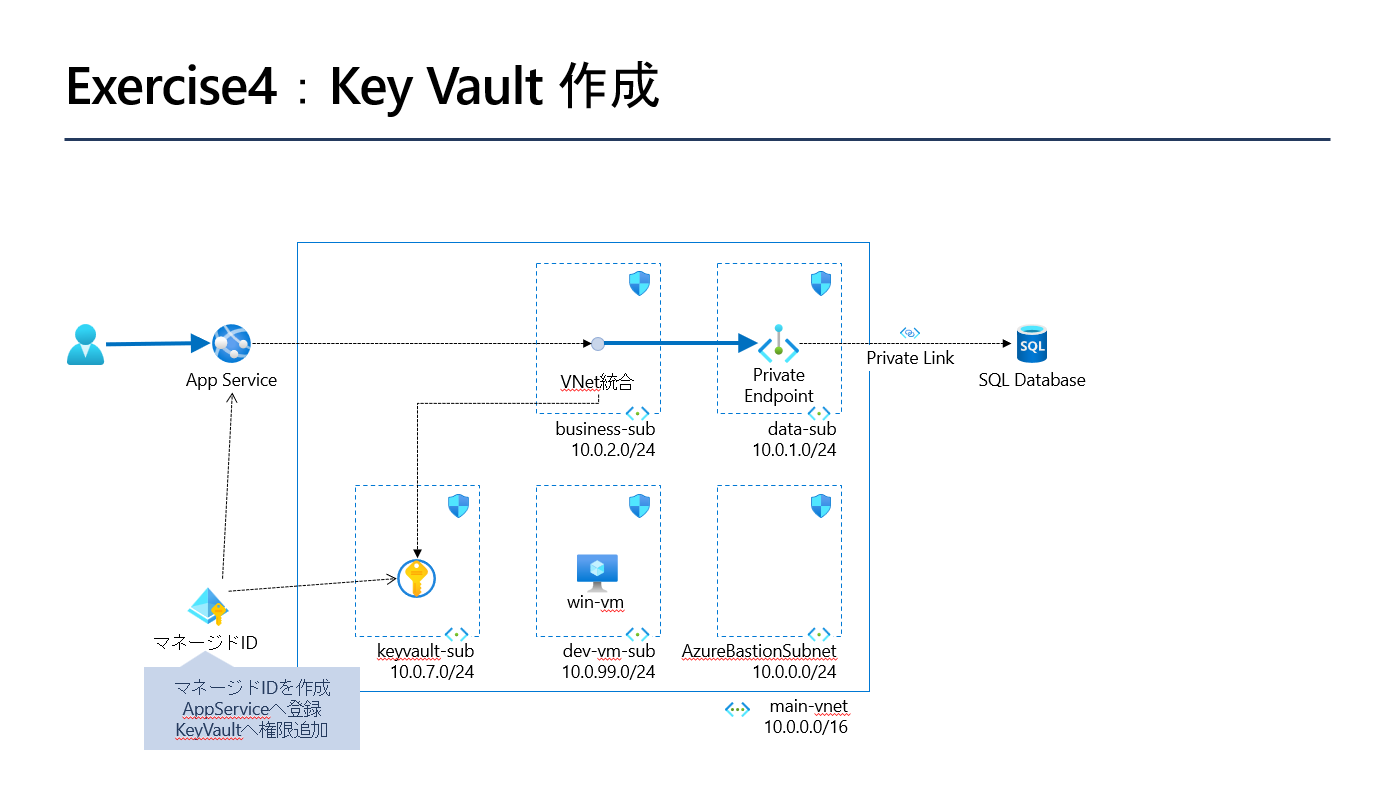 Exercise4：Key Vault 作成
App Service
VNet統合
Private
Endpoint
Private Link
SQL
SQL Database
business-sub
10.0.2.0/24
data-sub
10.0.1.0/24
マネージドID
win-vm
keyvault-sub
10.0.7.0/24
dev-vm-sub
10.0.99.0/24
AzureBastionSubnet
10.0.0.0/24
マネージドIDを作成
AppServiceへ登録
KeyVaultへ権限追加
main-vnet
10.0.0.0/16